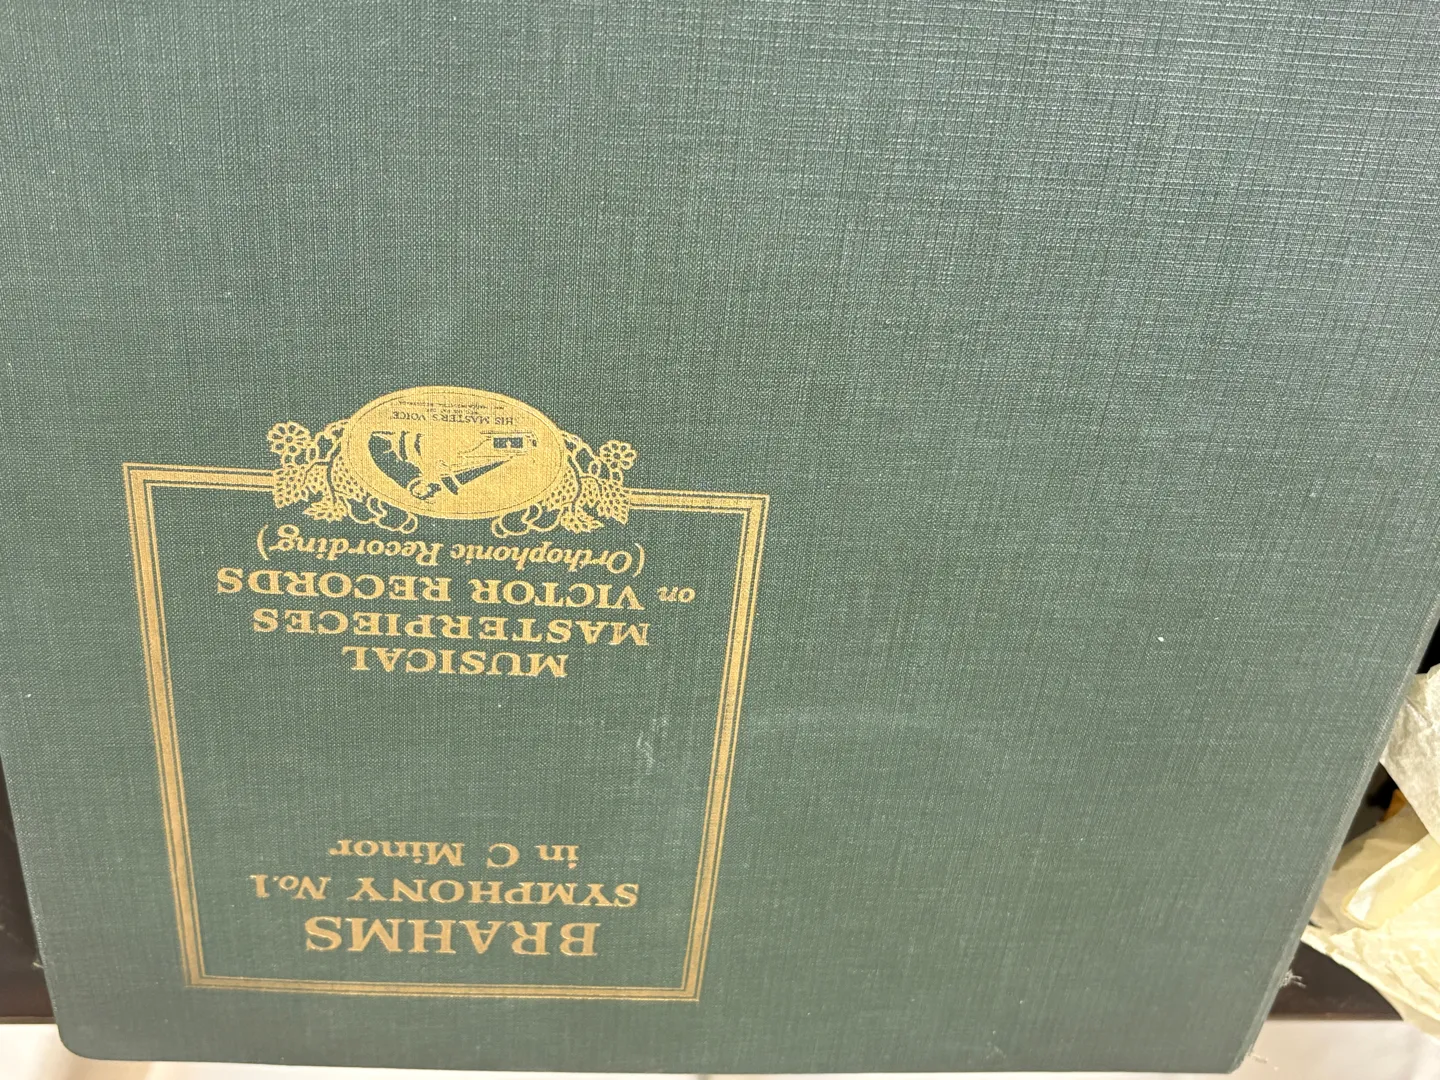 BRAHMS
SYMPHONY No.1
in C Minor
MUSICAL
MASTERPIECES
on VICTOR RECORDS
(Orthophonic Recording)
HIS MASTER'S VOICE